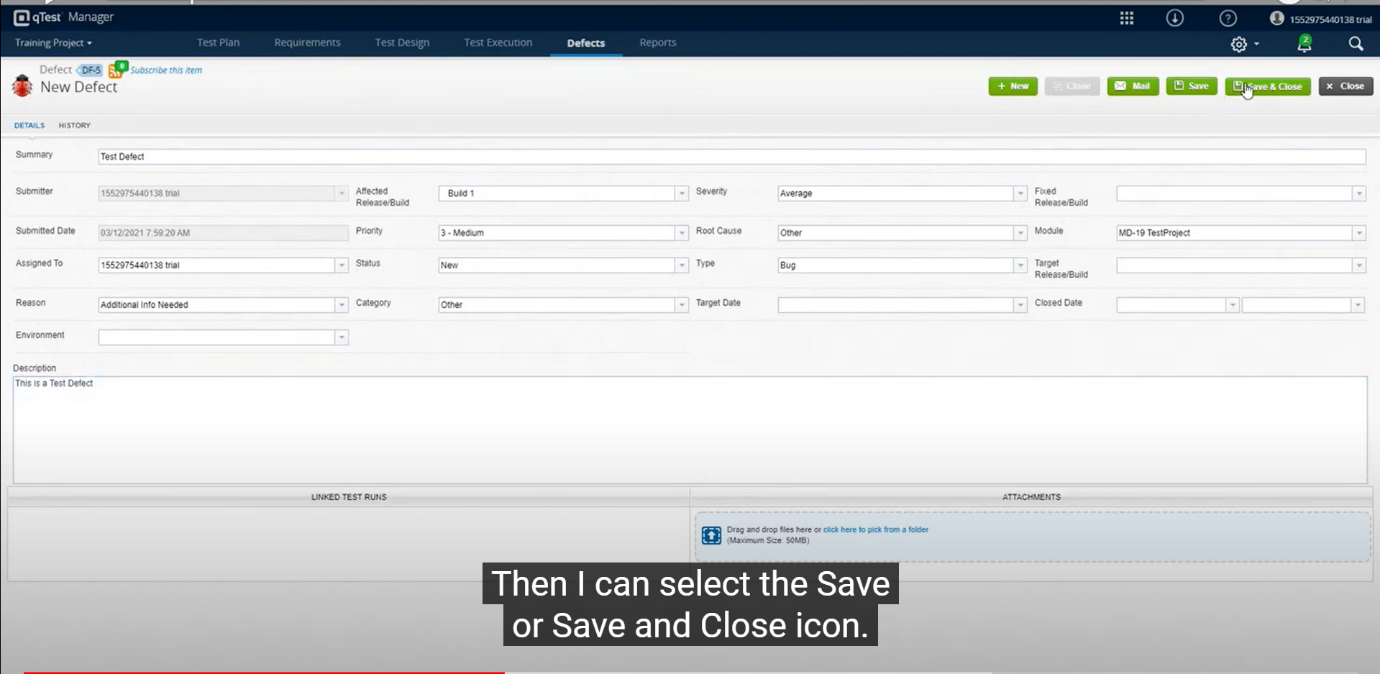 qTest Manager
1552975440138 trial
Training Project
Test Plan
Requirements
Test Design
Test Execution
Defects
Reports
2
Defect DF-5 0 Subscribe this item
New Defect
+ New
Clone
Mail
Save
Save & Close
x Close
DETAILS
HISTORY
Summary
Test Defect
Submitter
1552975440138 trial
Affected
Release/Build
Build 1
Severity
Average
Fixed
Release/Build
Submitted Date
03/12/2021 7:59:20 AM
Priority
3 - Medium
Root Cause
Other
Module
MD-19 TestProject
Assigned To
1552975440138 trial
Status
New
Type
Bug
Target
Release/Build
Reason
Additional Info Needed
Category
Other
Target Date
Closed Date
Environment
Description
This is a Test Defect
LINKED TEST RUNS
ATTACHMENTS
Drag and drop files here or click here to pick from a folder
(Maximum Size: 50MB)
Then I can select the Save
or Save and Close icon.